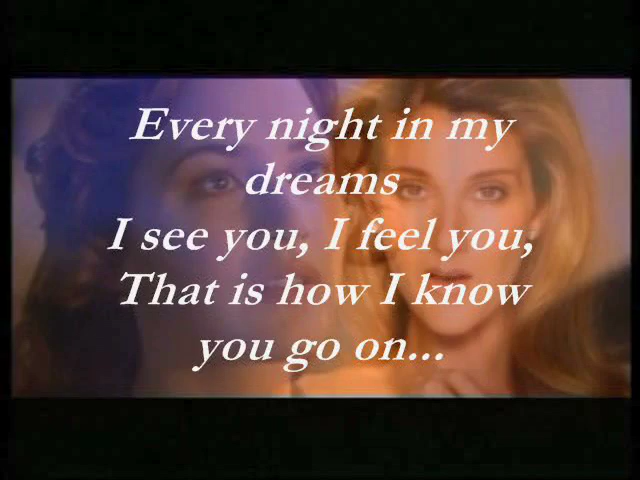 Every night in my
dreams
I see you, I feel you,
That is how I know
you go on...